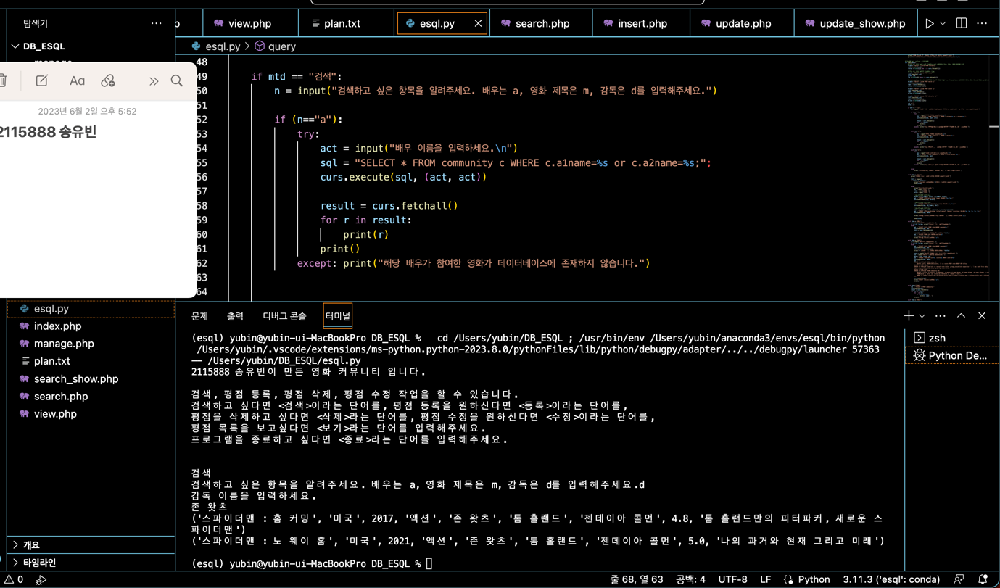 탐색기 ···
view.php
plan.txt
esql.py
search.php
insert.php
update.php
update_show.php
DB_ESQL
esql.py > query
Aa
2023년 6월 2일 오후 5:52
2115888 송유빈
48
49 if mtd == "검색":
50 n = input("검색하고 싶은 항목을 알려주세요. 배우는 a, 영화 제목은 m, 감독은 d를 입력해주세요.")
51
52 if (n=="a"):
53 try:
54 act = input("배우 이름을 입력하세요.\n")
55 sql = "SELECT * FROM community c WHERE c.a1name=%s or c.a2name=%s;";
56 curs.execute(sql, (act, act))
57
58 result = curs.fetchall()
59 for r in result:
60 print(r)
61 print()
62 except: print("해당 배우가 참여한 영화가 데이터베이스에 존재하지 않습니다.")
63
64
esql.py
index.php
manage.php
plan.txt
search_show.php
search.php
view.php
개요
타임라인
문제 출력 디버그 콘솔 터미널
zsh
Python De...
(esql) yubin@yubin-ui-MacBookPro DB_ESQL % cd /Users/yubin/DB_ESQL ; /usr/bin/env /Users/yubin/anaconda3/envs/esql/bin/python
/Users/yubin/.vscode/extensions/ms-python.python-2023.8.0/pythonFiles/lib/python/debugpy/adapter/../../debugpy/launcher 57363
-- /Users/yubin/DB_ESQL/esql.py
2115888 송유빈이 만든 영화 커뮤니티 입니다.
검색, 평점 등록, 평점 삭제, 평점 수정 작업을 할 수 있습니다.
검색하고 싶다면 <검색>이라는 단어를, 평점 등록을 원하신다면 <등록>이라는 단어를,
평점을 삭제하고 싶다면 <삭제>라는 단어를, 평점 수정을 원하신다면 <수정>이라는 단어를,
평점 목록을 보고싶다면 <보기>라는 단어를 입력해주세요.
프로그램을 종료하고 싶다면 <종료>라는 단어를 입력해주세요.
검색
검색하고 싶은 항목을 알려주세요. 배우는 a, 영화 제목은 m, 감독은 d를 입력해주세요.d
감독 이름을 입력하세요.
존 왓츠
('스파이더맨 : 홈 커밍', '미국', 2017, '액션', '존 왓츠', '톰 홀랜드', '젠데이아 콜먼', 4.8, '톰 홀랜드만의 피터파커, 새로운 스
파이더맨')
('스파이더맨 : 노 웨이 홈', '미국', 2021, '액션', '존 왓츠', '톰 홀랜드', '젠데이아 콜먼', 5.0, '나의 과거와 현재 그리고 미래')
(esql) yubin@yubin-ui-MacBookPro DB_ESQL %
0
줄 68, 열 63 공백: 4 UTF-8 LF Python 3.11.3 ('esql': conda)